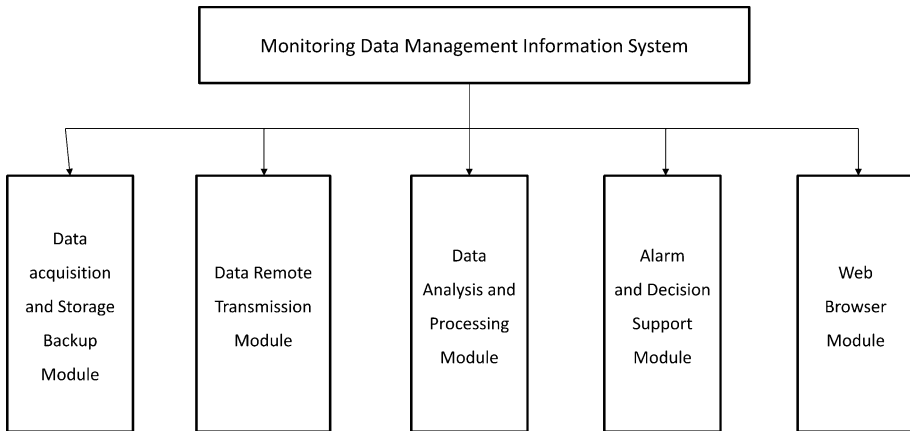 Monitoring Data Management Information System
Data
acquisition
and Storage
Backup
Module
Data Remote
Transmission
Module
Data
Analysis and
Processing
Module
Alarm
and Decision
Support
Module
Web
Browser
Module